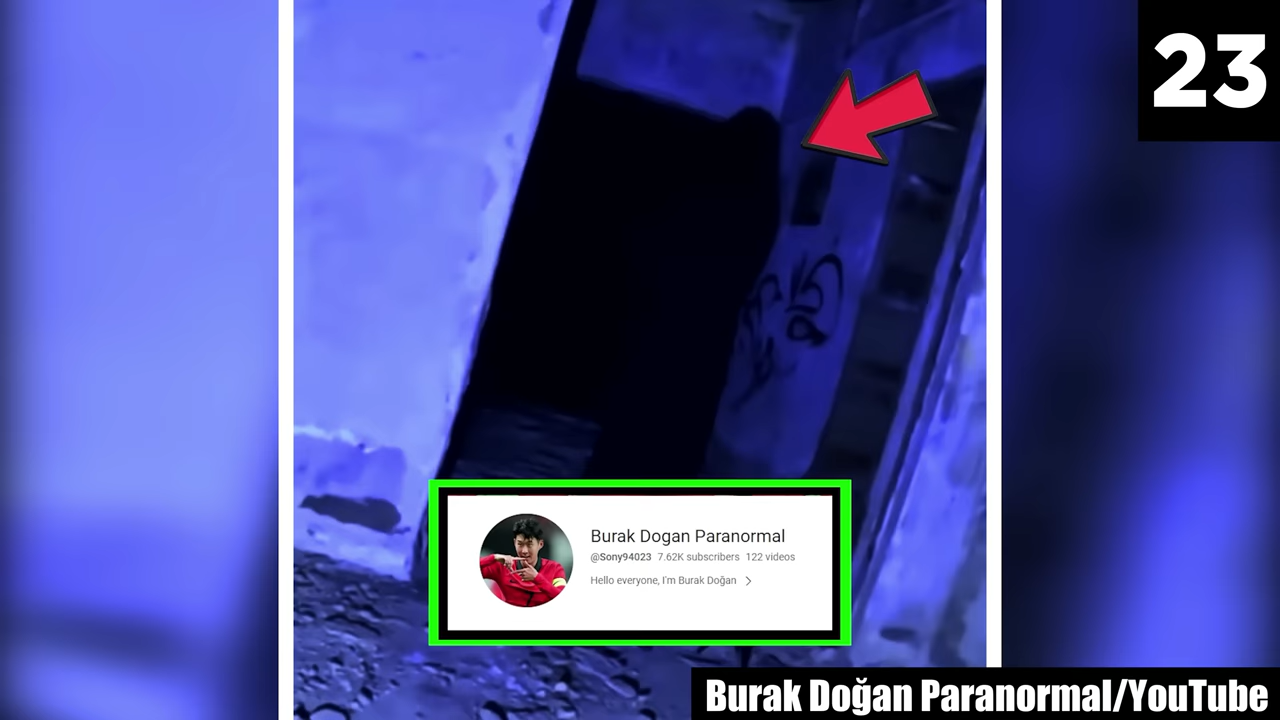 23
Burak Dogan Paranormal
@Sony94023 7.62K subscribers 122 videos
Hello everyone, I'm Burak Doğan
Burak Doğan Paranormal/YouTube